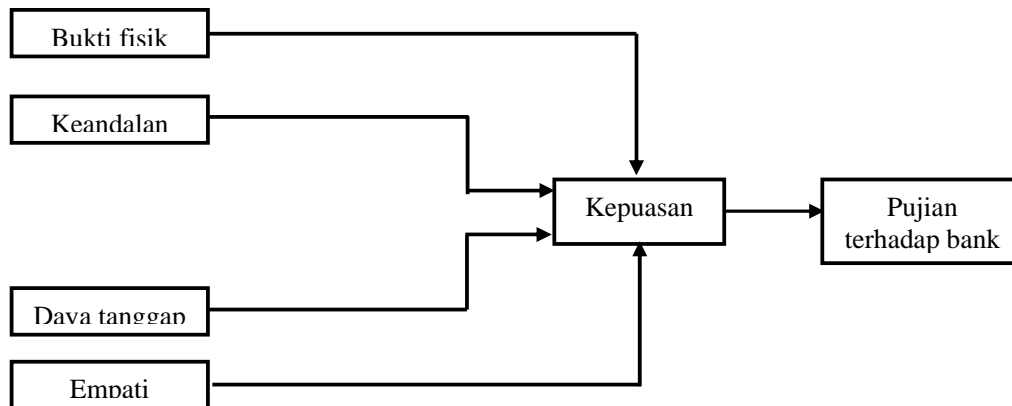 Bukti fisik
Keandalan
Kepuasan
Pujian
terhadap bank
Daya tanggap
Empati